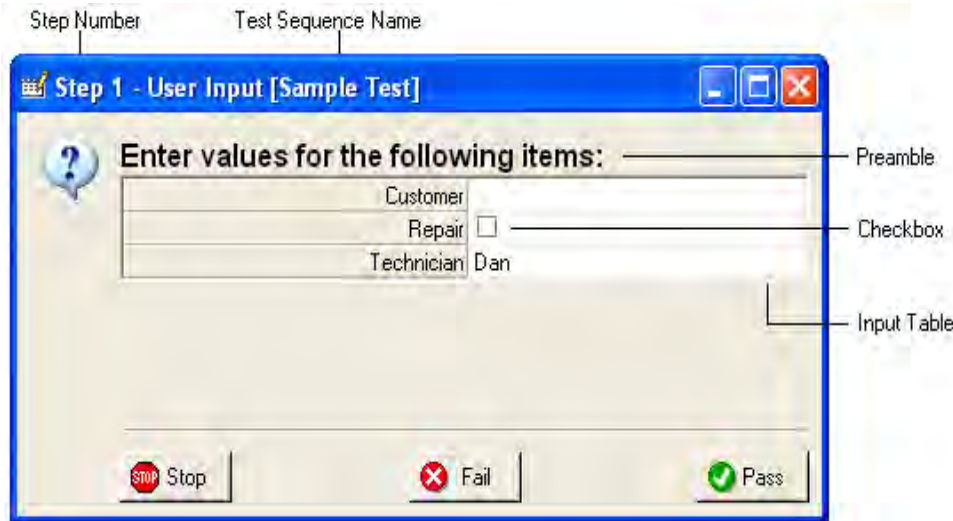 Step Number Test Sequence Name
Step 1 - User Input [Sample Test]
? Enter values for the following items: Preamble
Customer
Repair Checkbox
Technician Dan
Input Table
STOP Stop Fail Pass